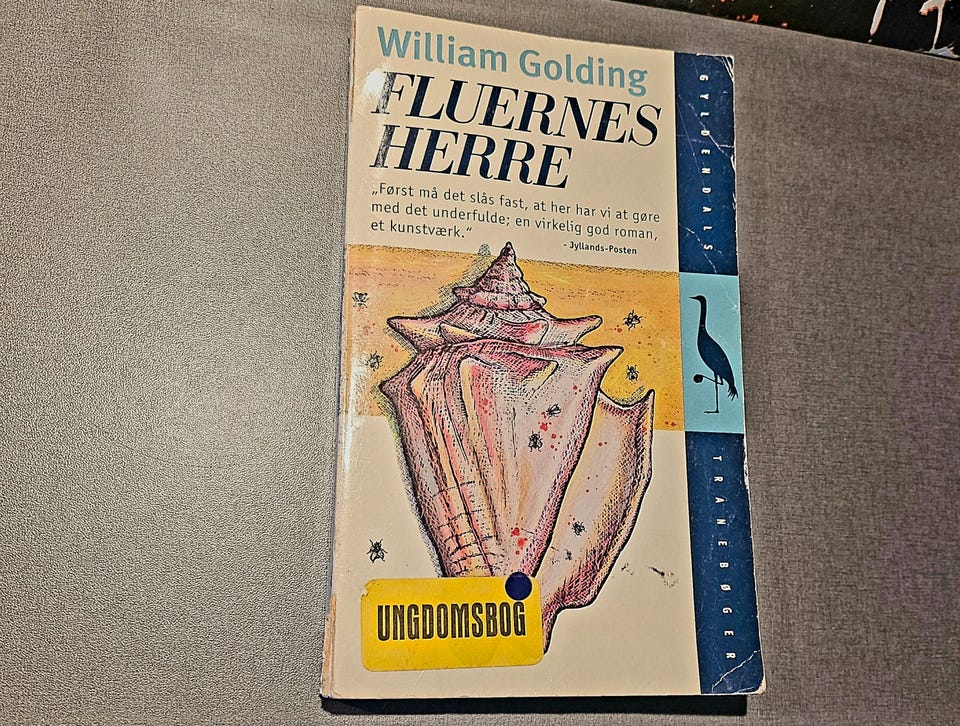 William Golding
FLUERNES
HERRE
„Først må det slås fast, at her har vi at gøre
med det underfulde; en virkelig god roman,
et kunstværk.“
- Jyllands-Posten
GYLDENDALS
TRANEBØGER
UNGDOMSBOG